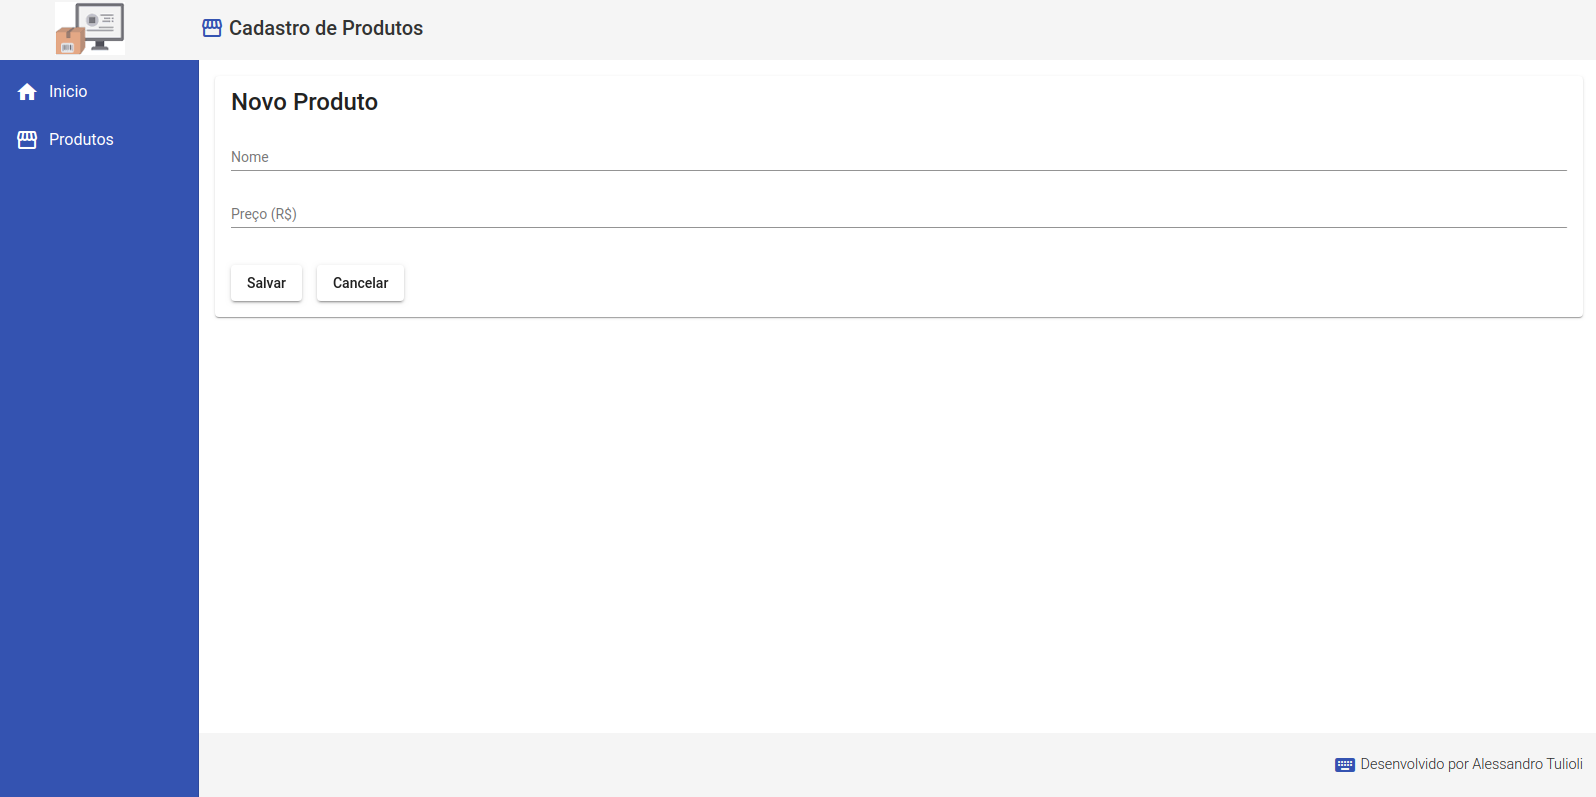 Cadastro de Produtos
Inicio
Produtos
Novo Produto
Nome
Preço (R$)
Salvar
Cancelar
Desenvolvido por Alessandro Tulioli